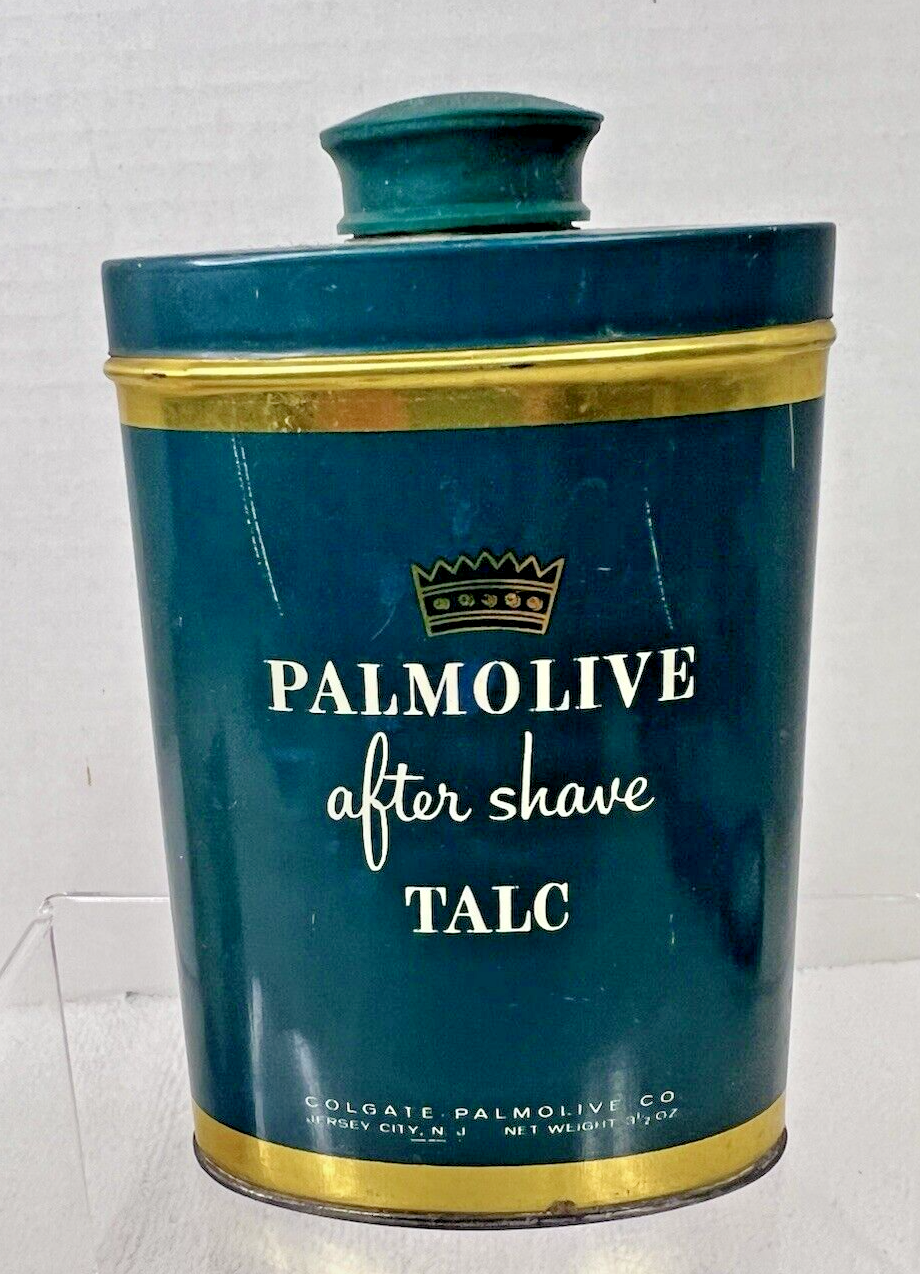 PALMOLIVE
after shave
TALC
COLGATE-PALMOLIVE CO
JERSEY CITY, N J NET WEIGHT 3½ OZ